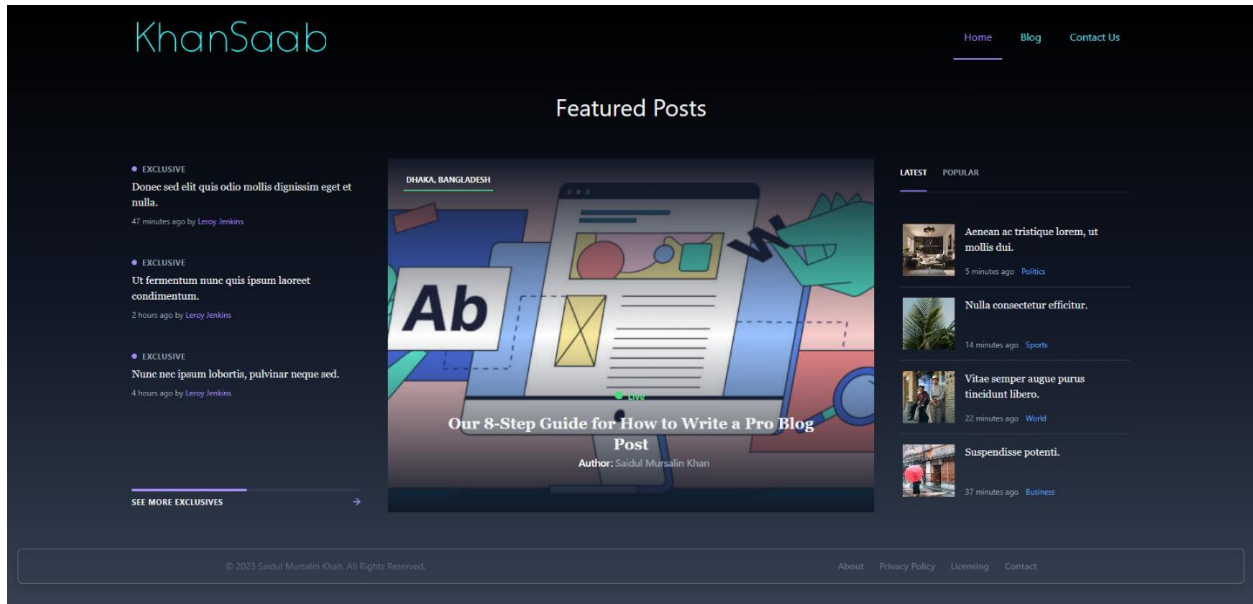 KhanSaab
Home Blog Contact Us
Featured Posts
EXCLUSIVE
Donec sed elit quis odio mollis dignissim eget et
nulla.
47 minutes ago by Leroy Jenkins
EXCLUSIVE
Ut fermentum nunc quis ipsum laoreet
condimentum.
2 hours ago by Leroy Jenkins
EXCLUSIVE
Nunc nec ipsum lobortis, pulvinar neque sed.
4 hours ago by Leroy Jenkins
SEE MORE EXCLUSIVES
DHAKA, BANGLADESH
W
Ab
Live
Our 8-Step Guide for How to Write a Pro Blog
Post
Author: Saidul Mursalin Khan
LATEST POPULAR
Aenean ac tristique lorem, ut
mollis dui.
5 minutes ago Politics
Nulla consectetur efficitur.
14 minutes ago Sports
Vitae semper augue purus
tincidunt libero.
22 minutes ago World
Suspendisse potenti.
37 minutes ago Business
© 2023 Saidul Mursalin Khan. All Rights Reserved.
About Privacy Policy Licensing Contact